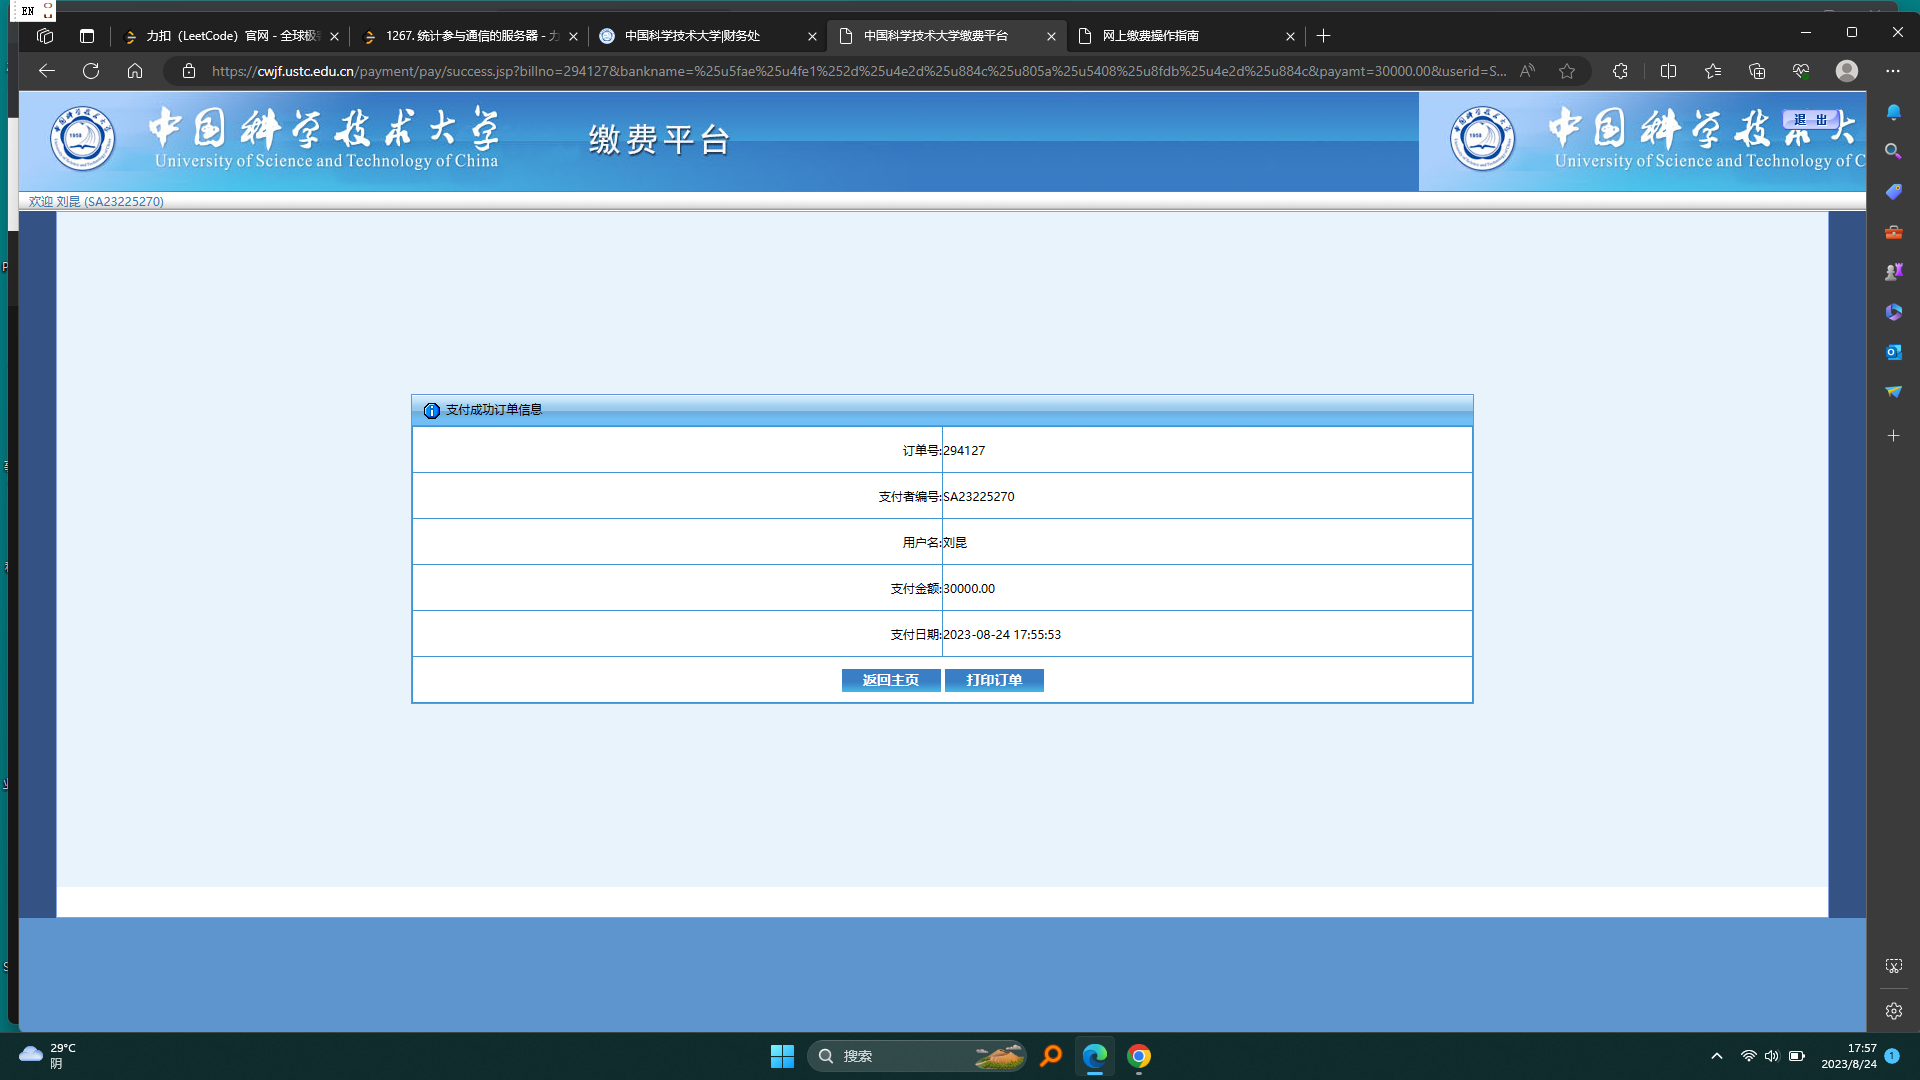 EN
力扣（LeetCode）官网 - 全球极
1267. 统计参与通信的服务器 - 力
中国科学技术大学|财务处
中国科学技术大学缴费平台
网上缴费操作指南
https://cwjf.ustc.edu.cn/payment/pay/success.jsp?billno=294127&bankname=%25u5fae%25u4fe1%252d%25u4e2d%25u884c%25u805a%25u5408%25u8fdb%25u4e2d%25u884c&payamt=30000.00&userid=S...
中国科学技术大学
University of Science and Technology of China
缴费平台
中国科学技术大
University of Science and Technology of C
退 出
欢迎 刘昆 (SA23225270)
支付成功订单信息
订单号:294127
支付者编号:SA23225270
用户名:刘昆
支付金额:30000.00
支付日期:2023-08-24 17:55:53
返回主页 打印订单
29°C
阴
搜索
17:57
2023/8/24
1